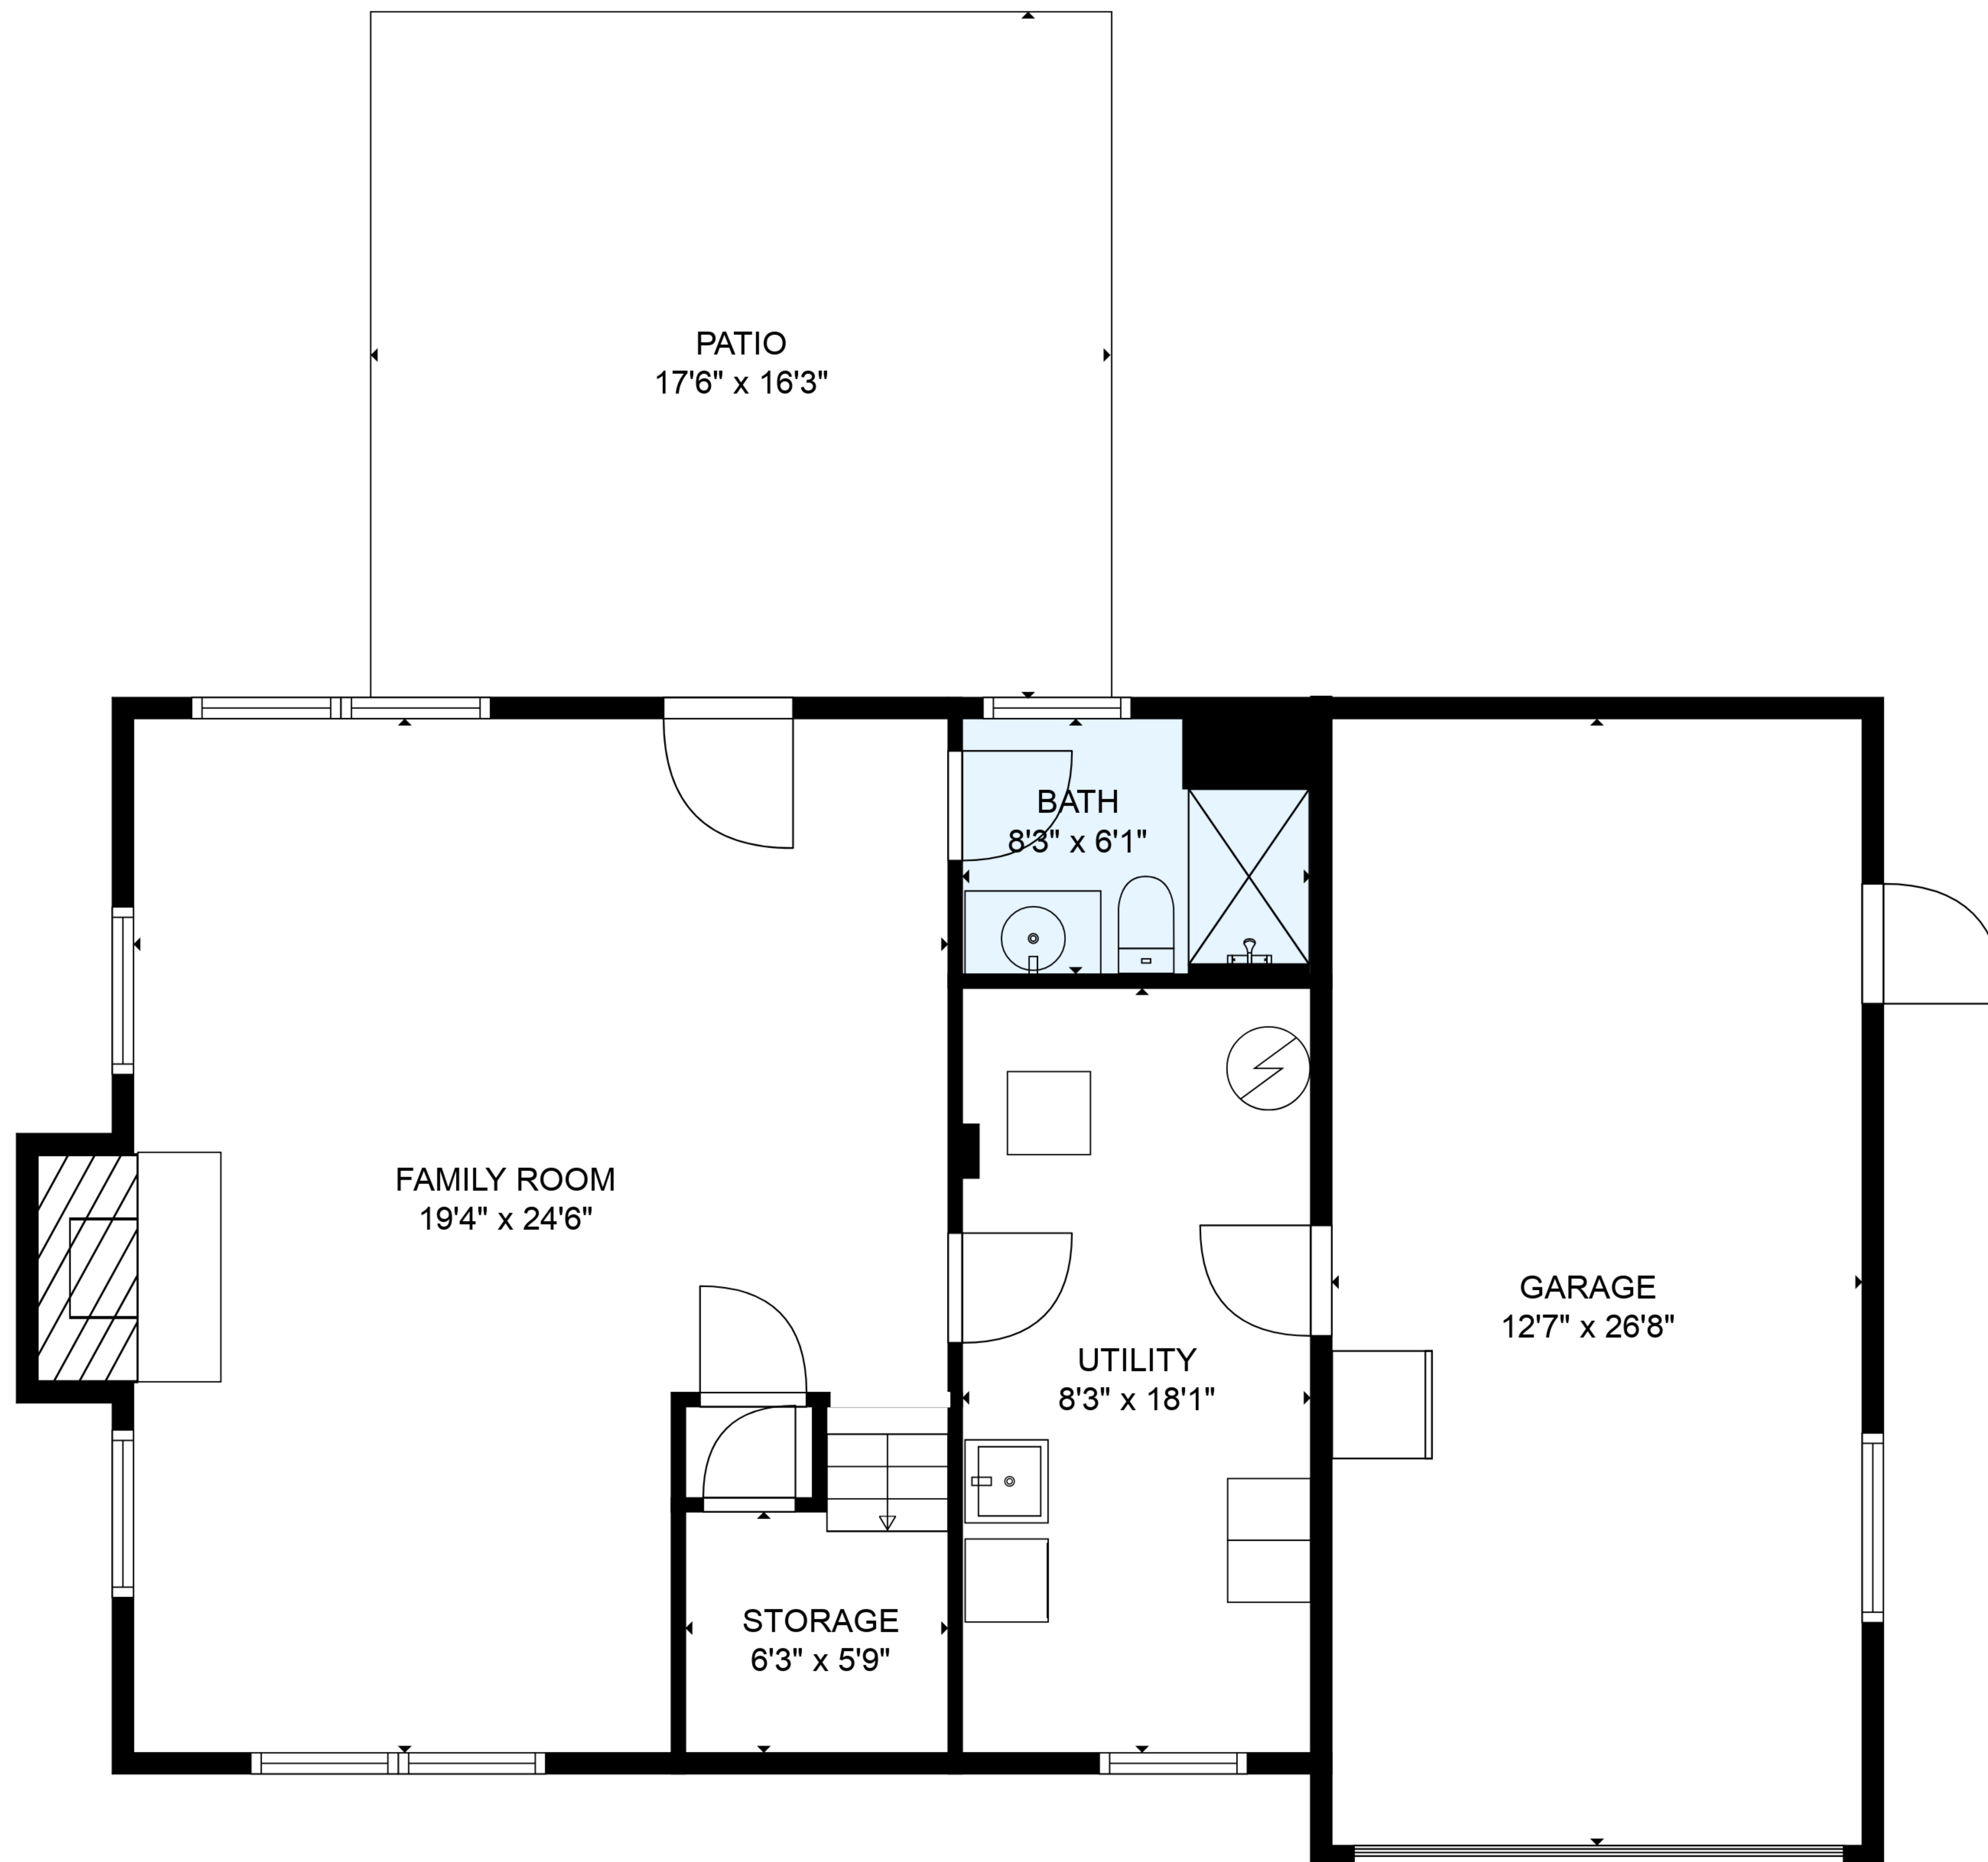 PATIO
17'6" x 16'3"
BATH
8'3" x 6'1"
FAMILY ROOM
19'4" x 24'6"
GARAGE
12'7" x 26'8"
UTILITY
8'3" x 18'1"
STORAGE
6'3" x 5'9"